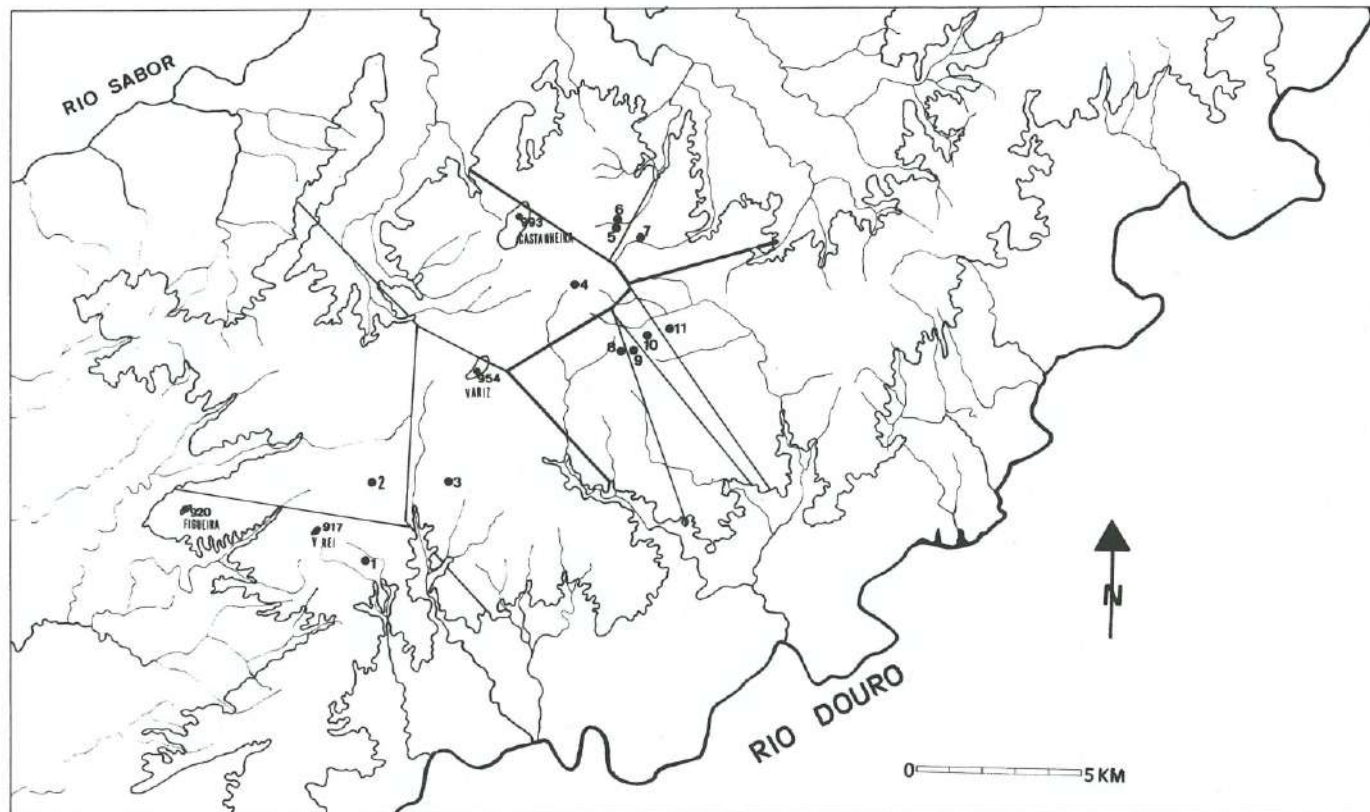 RIO SABOR
993
CASTANHEIRA
6
5
7
4
11
10
8
9
954
VARIZ
2
3
920
FIGUEIRA
917
V REI
1
N
RIO DOURO
0
5 KM